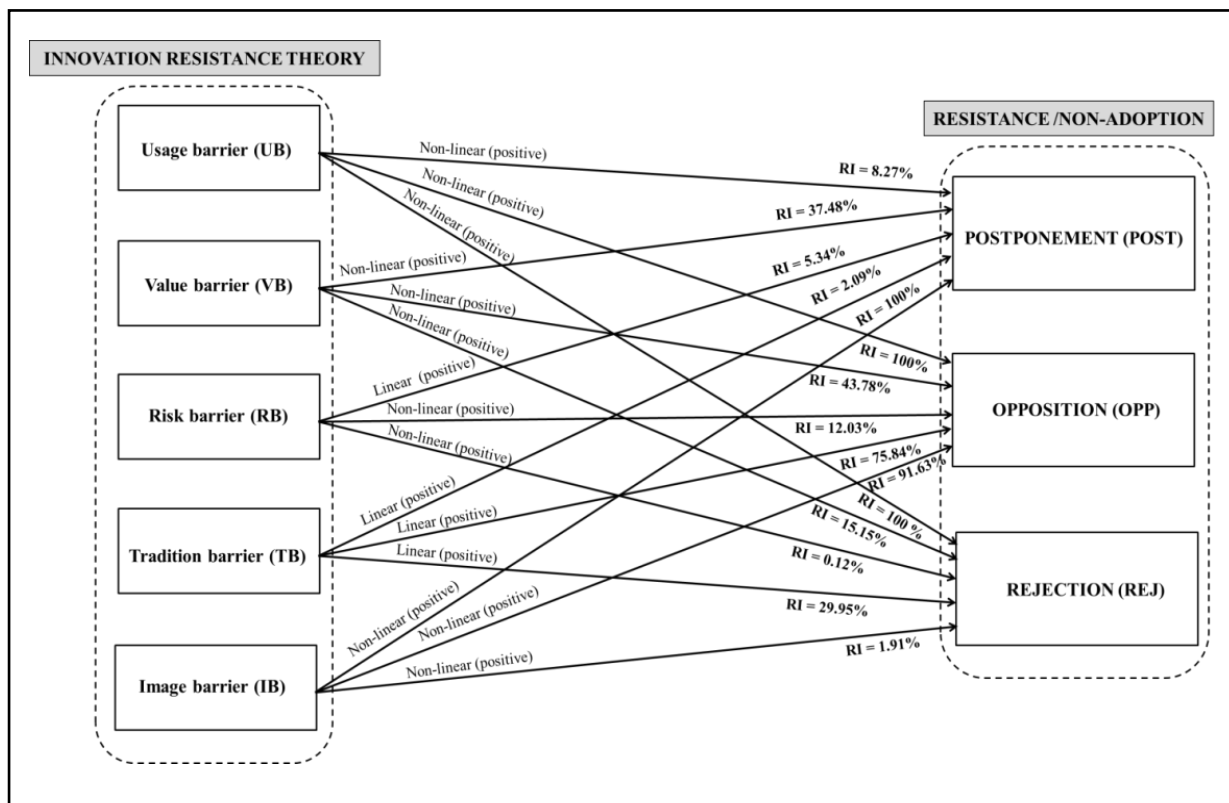 INNOVATION RESISTANCE THEORY
Usage barrier (UB)
Value barrier (VB)
Risk barrier (RB)
Tradition barrier (TB)
Image barrier (IB)
Non-linear (positive)
Non-linear (positive)
Non-linear (positive)
Non-linear (positive)
Non-linear (positive)
Non-linear (positive)
Linear (positive)
Non-linear (positive)
Non-linear (positive)
Linear (positive)
Linear (positive)
Linear (positive)
Non-linear (positive)
Non-linear (positive)
Non-linear (positive)
RI = 8.27%
RI = 37.48%
RI = 5.34%
RI = 2.09%
RI = 100%
RI = 100%
RI = 43.78%
RI = 12.03%
RI = 75.84%
RI = 91.63%
RI = 100 %
RI = 15.15%
RI = 0.12%
RI = 29.95%
RI = 1.91%
RESISTANCE /NON-ADOPTION
POSTPONEMENT (POST)
OPPOSITION (OPP)
REJECTION (REJ)